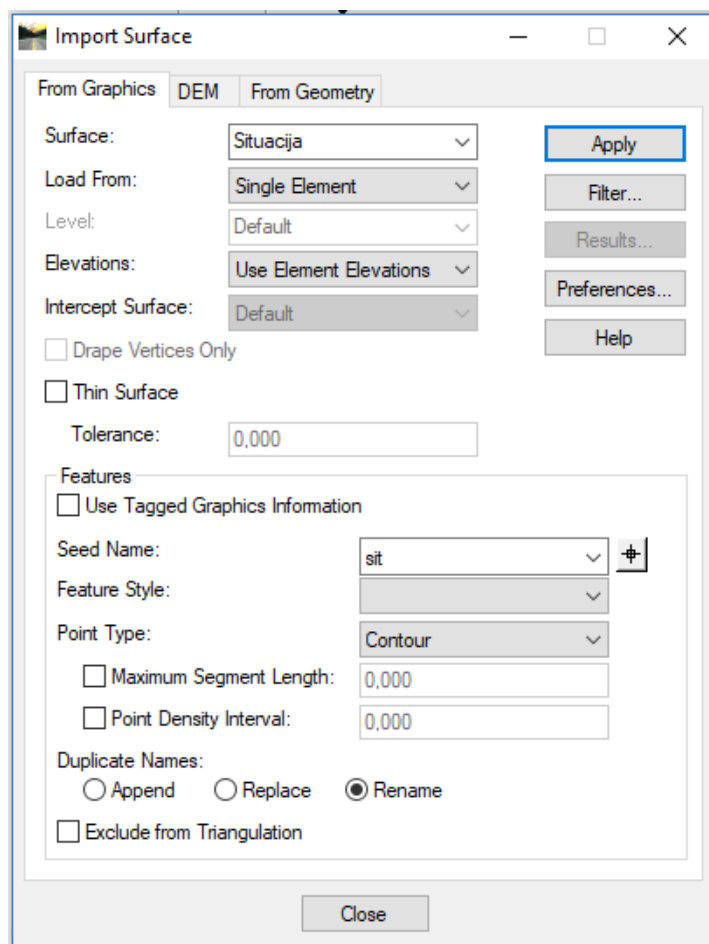 Import Surface
From Graphics DEM From Geometry
Surface: Situacija Apply
Load From: Single Element Filter...
Level: Default Results...
Elevations: Use Element Elevations Preferences...
Intercept Surface: Default Help
Drape Vertices Only
Thin Surface
Tolerance: 0,000
Features
Use Tagged Graphics Information
Seed Name: sit
Feature Style:
Point Type: Contour
Maximum Segment Length: 0,000
Point Density Interval: 0,000
Duplicate Names:
Append Replace Rename
Exclude from Triangulation
Close